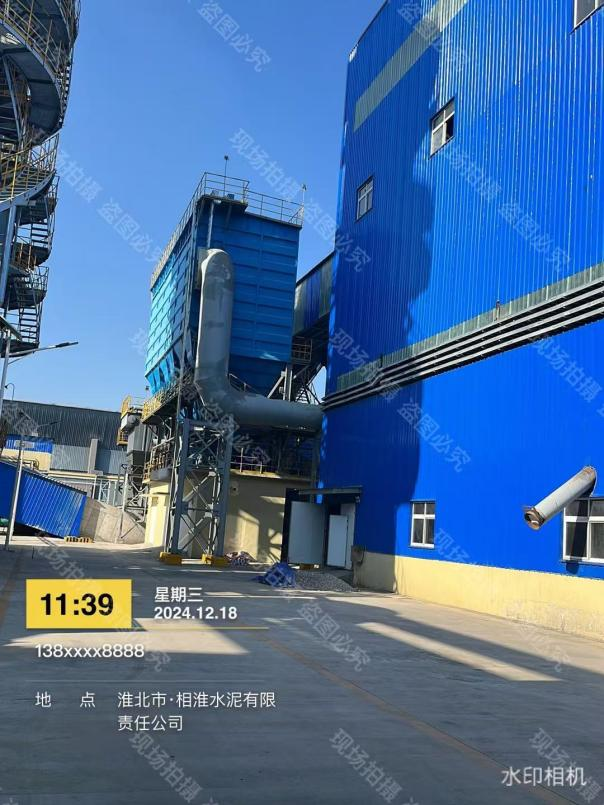 11:39
星期三
2024.12.18
138xxxx8888
地 点 淮北市·相淮水泥有限
责任公司
水印相机
现场拍摄 盗图必究